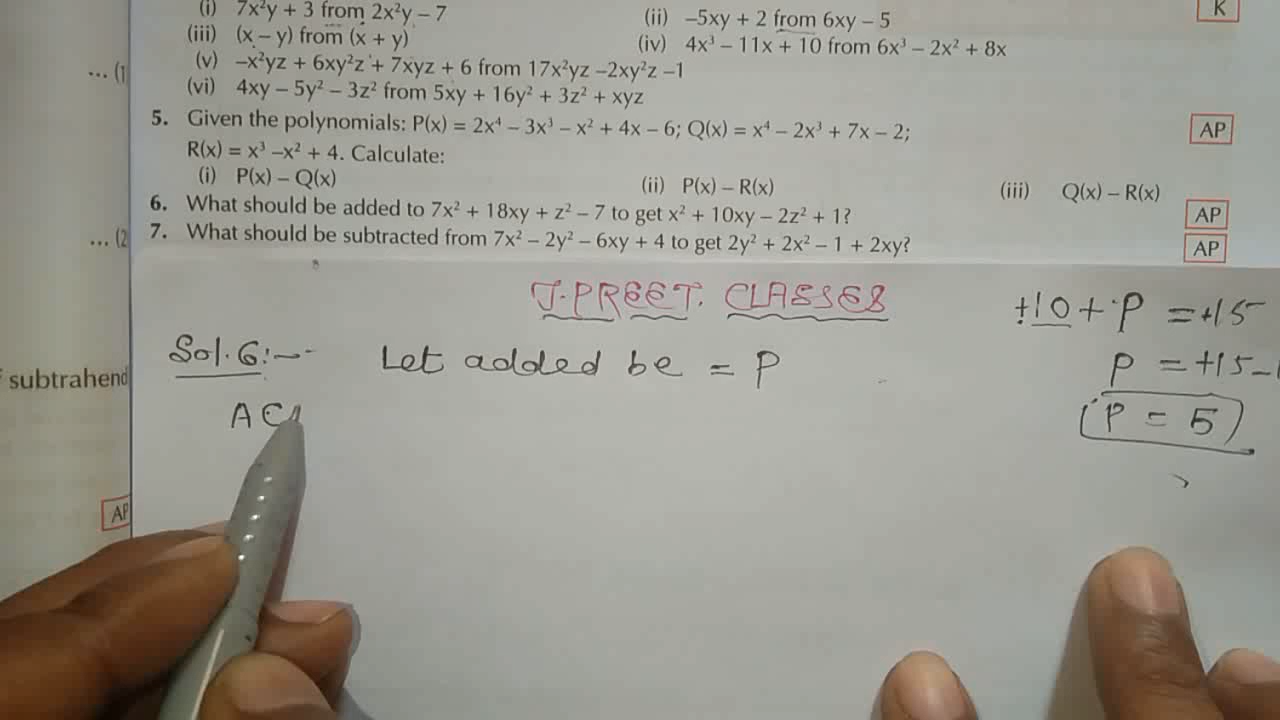 (i) 7x²y + 3 from 2x²y – 7
(ii) –5xy + 2 from 6xy – 5
K
(iii) (x – y) from (x + y)
(iv) 4x³ – 11x + 10 from 6x³ – 2x² + 8x
(v) –x²yz + 6xy²z + 7xyz + 6 from 17x²yz –2xy²z –1
... (1
(vi) 4xy – 5y² – 3z² from 5xy + 16y² + 3z² + xyz
5. Given the polynomials: P(x) = 2x⁴ – 3x³ – x² + 4x – 6; Q(x) = x⁴ – 2x³ + 7x – 2;
AP
R(x) = x³ –x² + 4. Calculate:
(i) P(x) – Q(x)
(ii) P(x) – R(x)
(iii) Q(x) – R(x)
6. What should be added to 7x² + 18xy + z² – 7 to get x² + 10xy – 2z² + 1?
AP
... (2
7. What should be subtracted from 7x² – 2y² – 6xy + 4 to get 2y² + 2x² – 1 + 2xy?
AP
J.PREET. CLASSES
+10 + P = +15
Sol. 6:-- Let added be = P
P = +15 –
subtrahend
P = 5
AC
AP